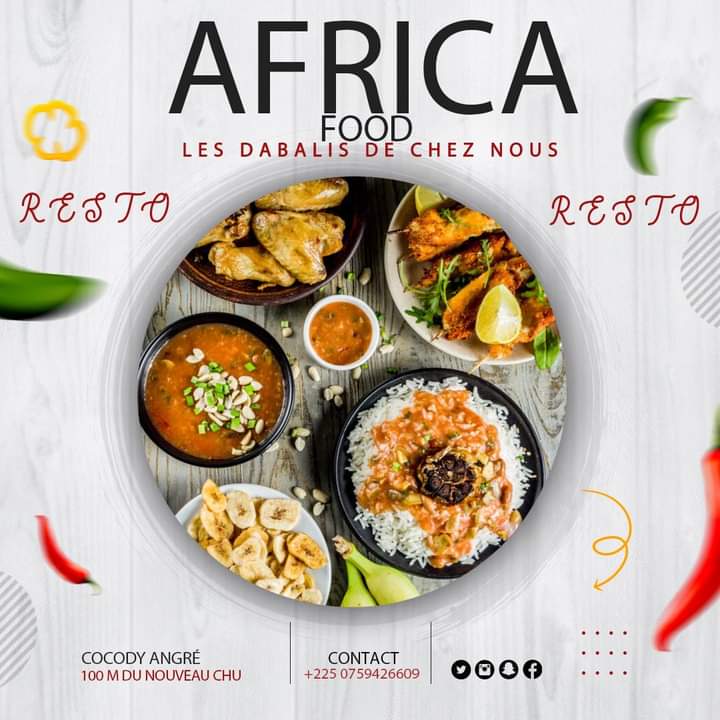 AFRICA
FOOD
LES DABALIS DE CHEZ NOUS
RESTO
RESTO
COCODY ANGRÉ
100 M DU NOUVEAU CHU
CONTACT
+225 0759426609